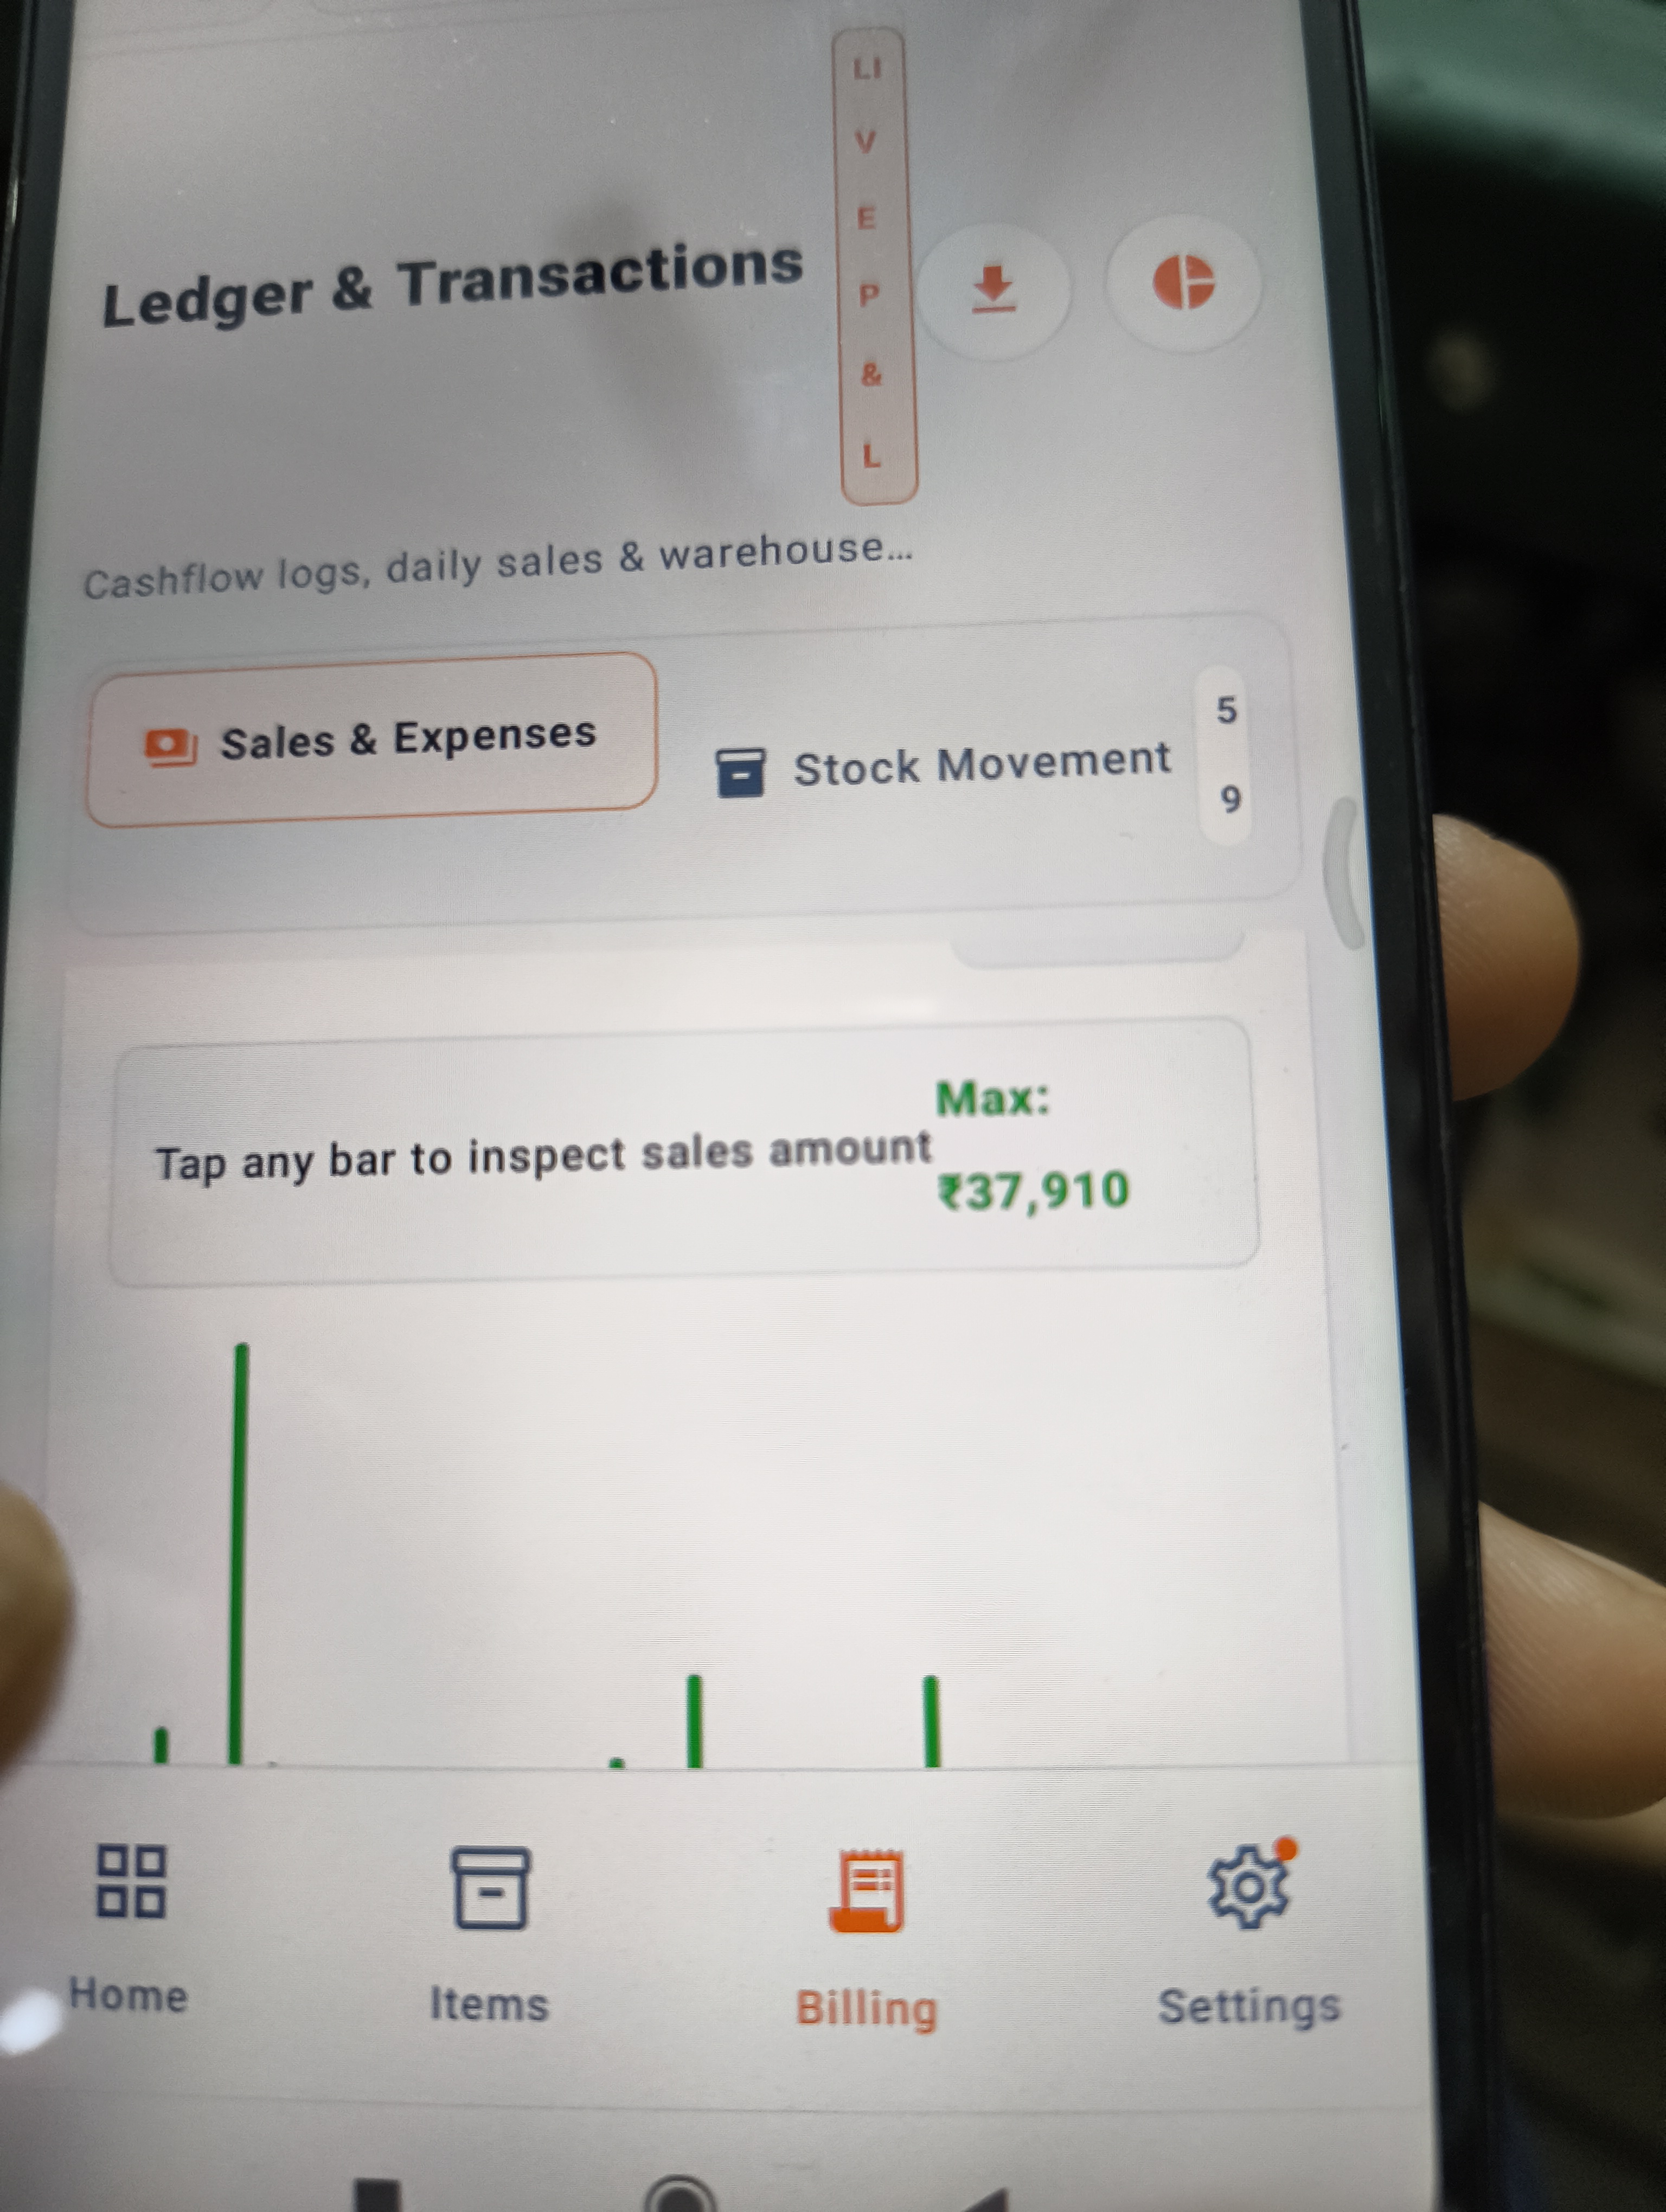 Ledger & Transactions
LI
V
E
P
&
L
Cashflow logs, daily sales & warehouse...
Sales & Expenses
Stock Movement
5
9
Tap any bar to inspect sales amount
Max:
₹37,910
Home
Items
Billing
Settings